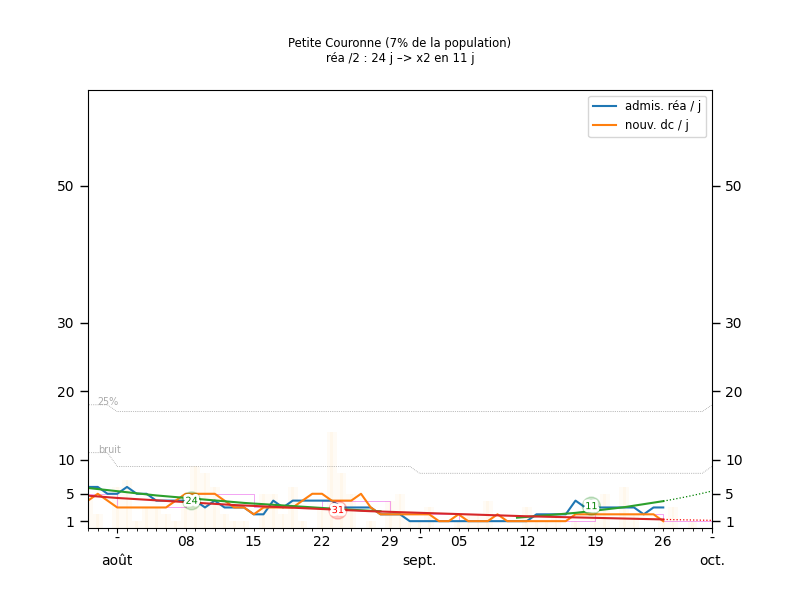 Petite Couronne (7% de la population)
réa /2 : 24 j –> x2 en 11 j
admis. réa / j
nouv. dc / j
50 50
30 30
20 20
25%
bruit
10 10
5 5
24
11
31
1 1
- 08 15 22 29 - 05 12 19 26 -
août sept. oct.